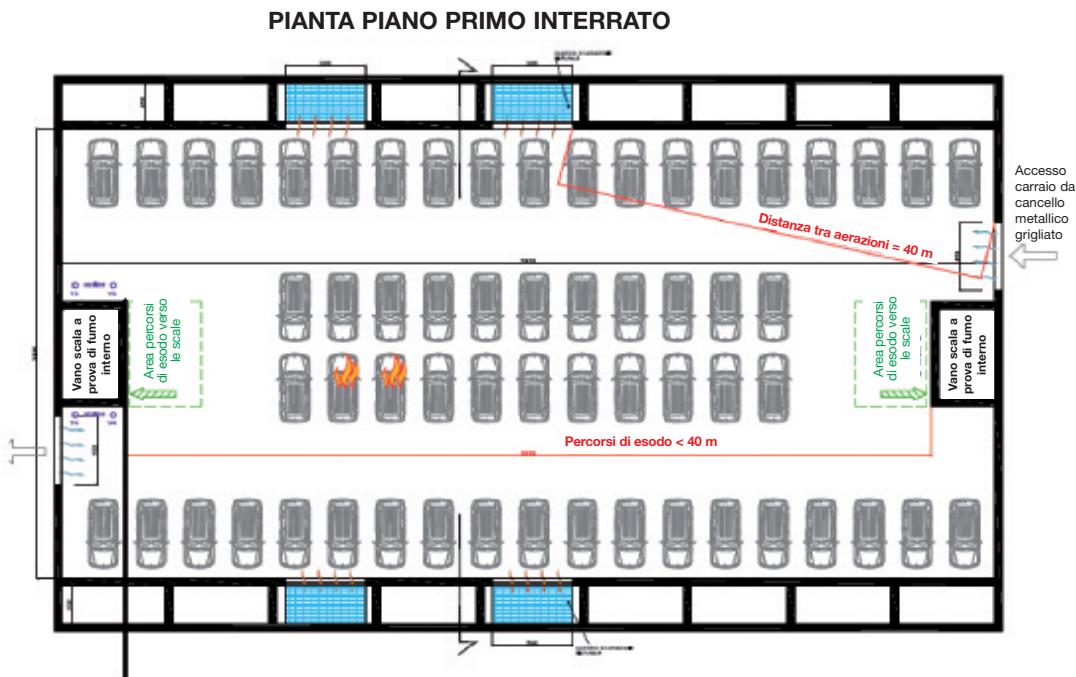 PIANTA PIANO PRIMO INTERRATO
Accesso
carraio da
cancello
metallico
grigliato
Distanza tra aerazioni = 40 m
Vano scala a
prova di fumo
interno
Area percorsi
di esodo verso
le scale
Area percorsi
di esodo verso
le scale
Vano scala a
prova di fumo
interno
Percorsi di esodo < 40 m